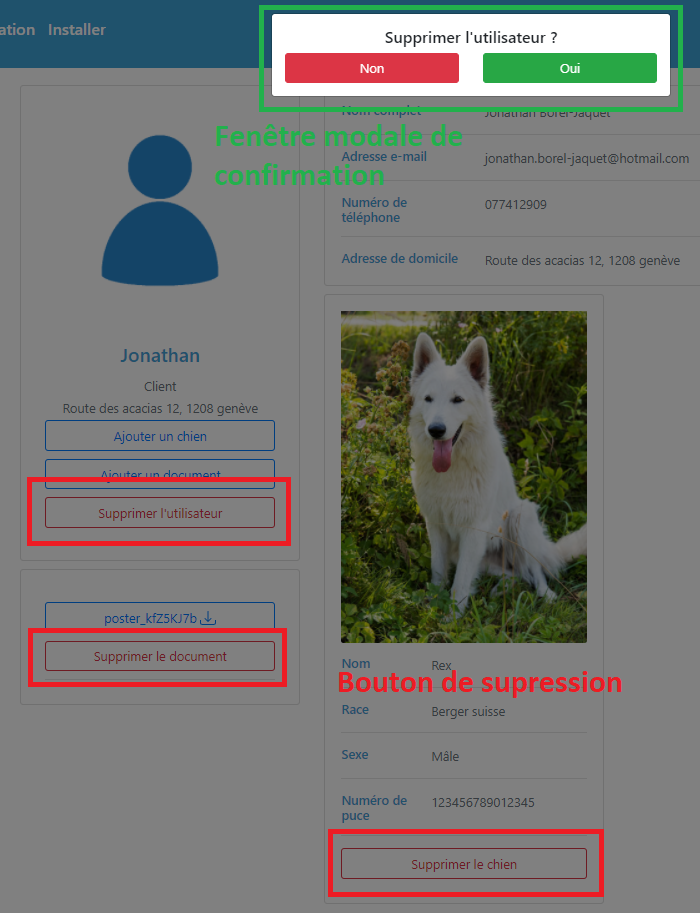 ation Installer
Supprimer l'utilisateur ?
Non Oui
Nom complet Jonathan Borel-Jaquet
Fenêtre modale de
confirmation
Adresse e-mail jonathan.borel-jaquet@hotmail.com
Numéro de
téléphone 077412909
Adresse de domicile Route des acacias 12, 1208 genève
Jonathan
Client
Route des acacias 12, 1208 genève
Ajouter un chien
Ajouter un document
Supprimer l'utilisateur
poster_kfZ5KJ7b
Supprimer le document
Nom Rex
Bouton de supression
Race Berger suisse
Sexe Mâle
Numéro de
puce 123456789012345
Supprimer le chien